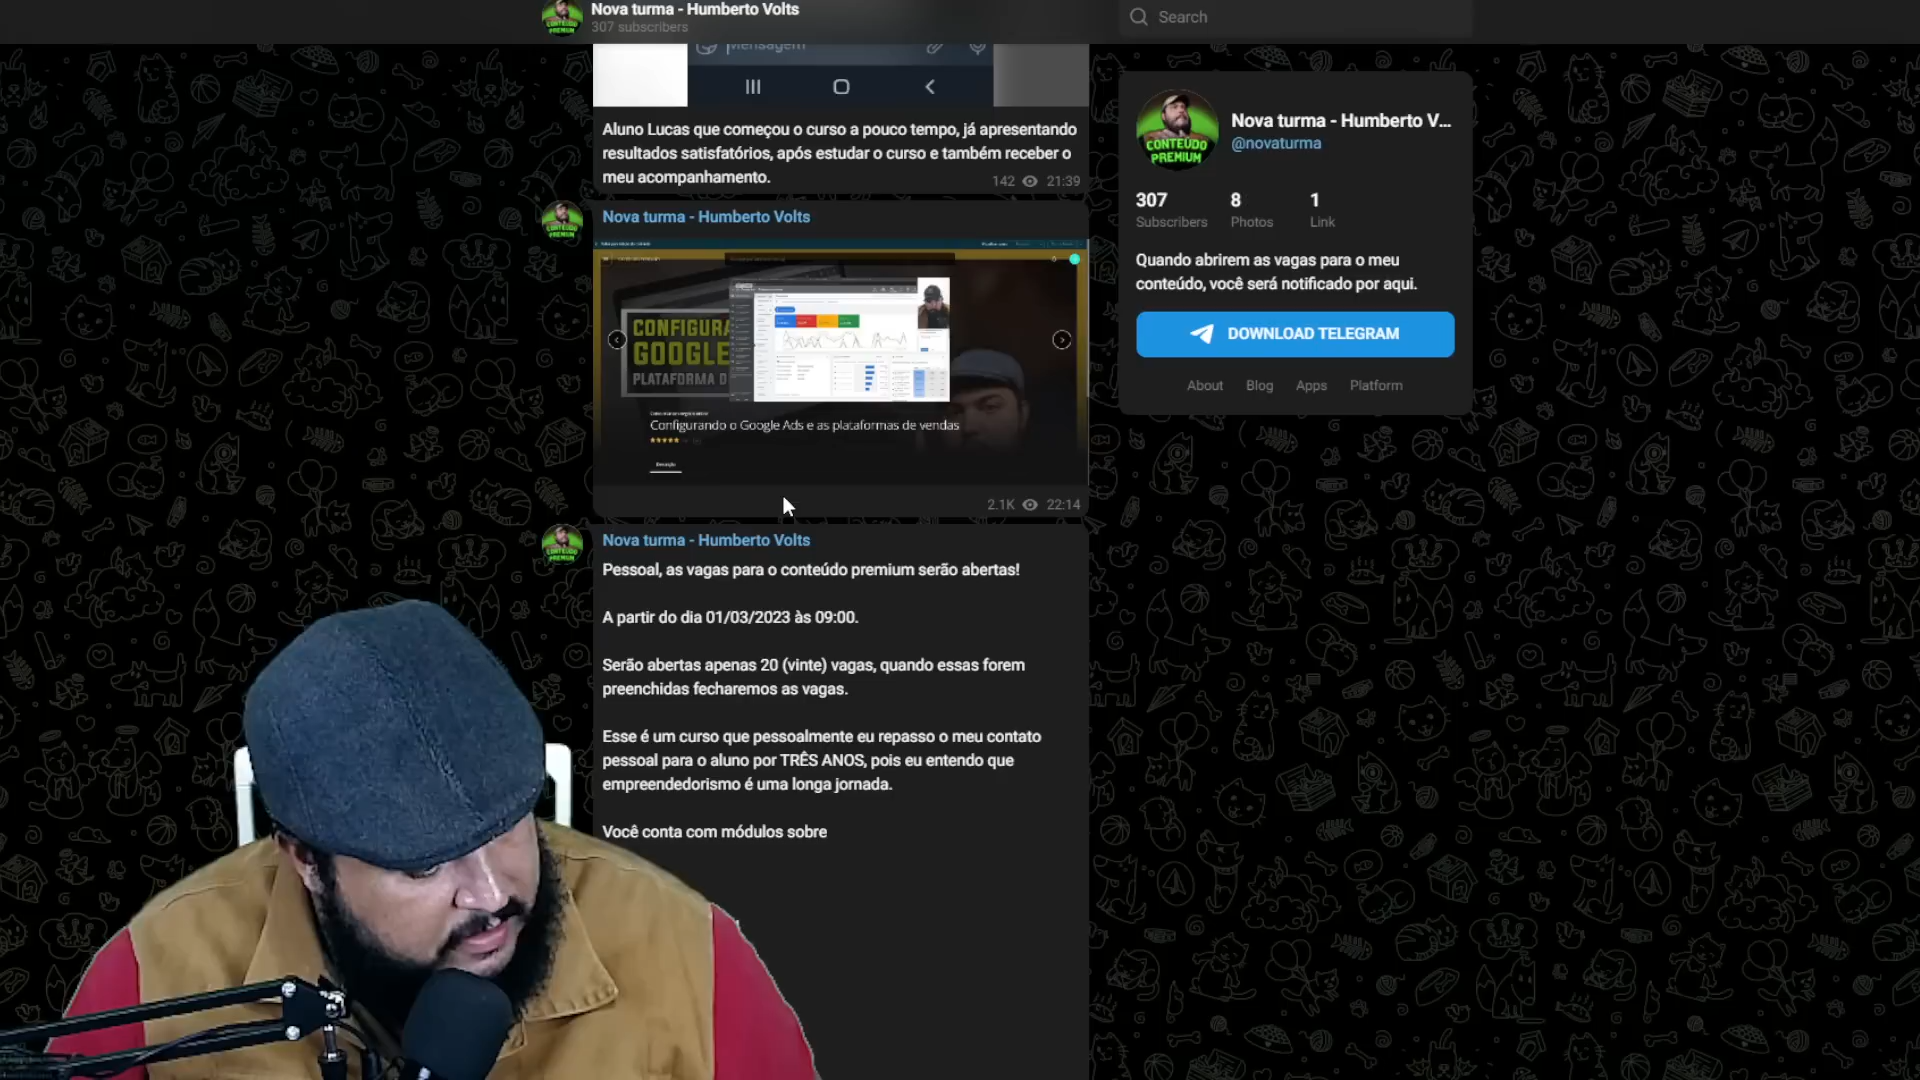 Nova turma - Humberto Volts
307 subscribers
Search
Mensagem
Aluno Lucas que começou o curso a pouco tempo, já apresentando
resultados satisfatórios, após estudar o curso e também receber o
meu acompanhamento.
142 21:39
Nova turma - Humberto Volts
CONFIGURA
GOOGLE
PLATAFORMA D
Configurando o Google Ads e as plataformas de vendas
Descrição
2.1K 22:14
Nova turma - Humberto Volts
Pessoal, as vagas para o conteúdo premium serão abertas!
A partir do dia 01/03/2023 às 09:00.
Serão abertas apenas 20 (vinte) vagas, quando essas forem
preenchidas fecharemos as vagas.
Esse é um curso que pessoalmente eu repasso o meu contato
pessoal para o aluno por TRÊS ANOS, pois eu entendo que
empreendedorismo é uma longa jornada.
Você conta com módulos sobre
CONTEÚDO
PREMIUM
Nova turma - Humberto V...
@novaturma
307 8 1
Subscribers Photos Link
Quando abrirem as vagas para o meu
conteúdo, você será notificado por aqui.
DOWNLOAD TELEGRAM
About Blog Apps Platform